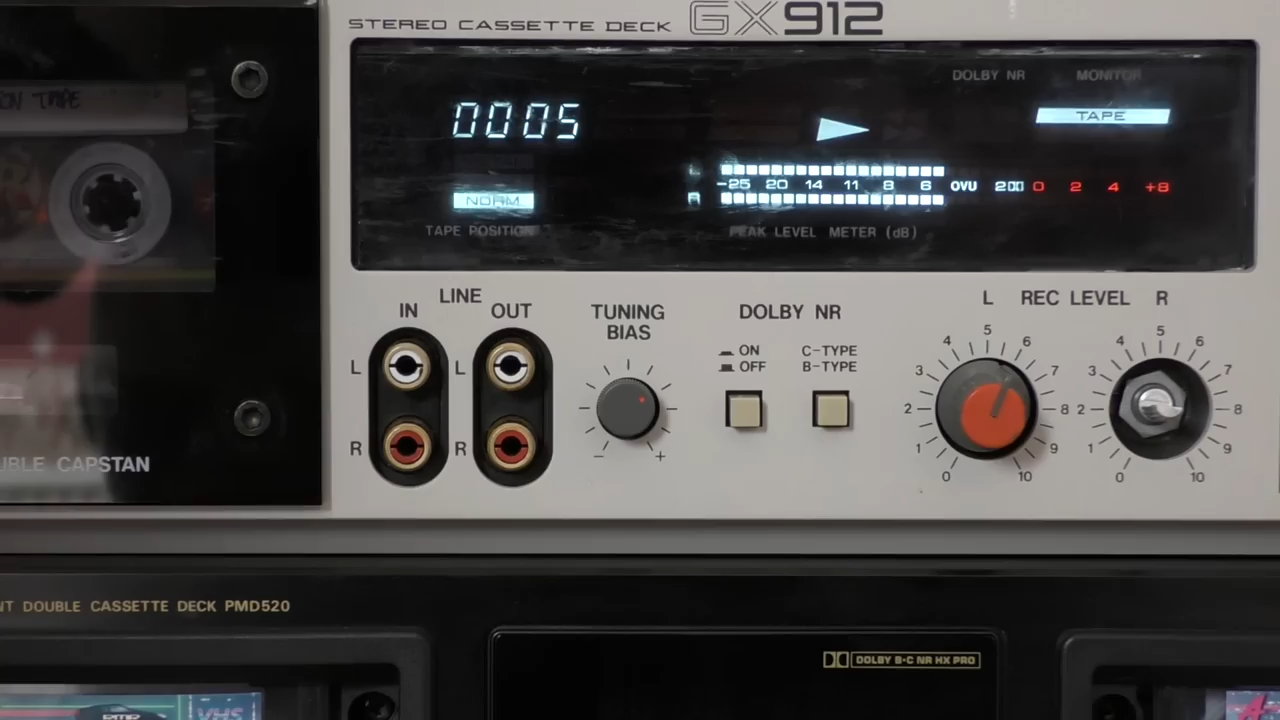 STEREO CASSETTE DECK GX912
DOLBY NR MONITOR
TAPE
0005
-25 20 14 11 8 6 OVU 200 0 2 4 +8
NORM
TAPE POSITION
PEAK LEVEL METER (dB)
TAPE
CAPSTAN
LINE
IN OUT
L L
R R
TUNING
BIAS
- +
DOLBY NR
ON
OFF
C-TYPE
B-TYPE
L REC LEVEL R
0 1 2 3 4 5 6 7 8 9 10
0 1 2 3 4 5 6 7 8 9 10
DOUBLE CASSETTE DECK PMD520
DOLBY B·C NR HX PRO
VHS